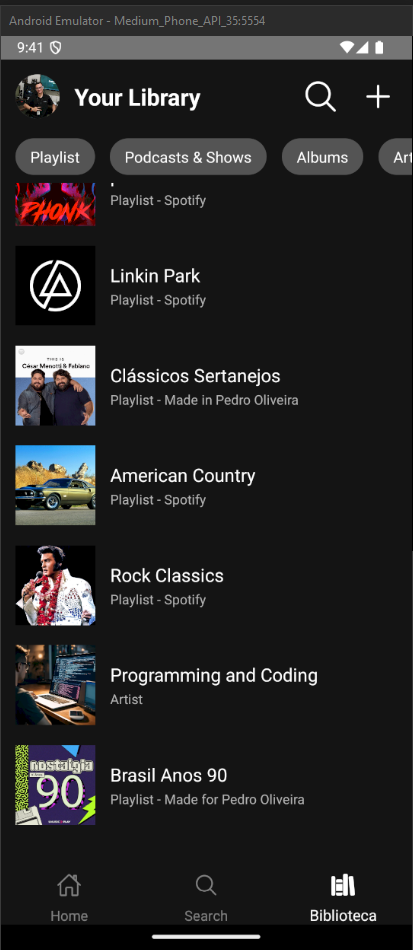 Android Emulator - Medium_Phone_API_35:5554
9:41
Your Library
Playlist
Podcasts & Shows
Albums
Art
PHONK
Playlist - Spotify
Linkin Park
Playlist - Spotify
THIS IS
César Menotti & Fabiano
Clássicos Sertanejos
Playlist - Made in Pedro Oliveira
American Country
Playlist - Spotify
Rock Classics
Playlist - Spotify
Programming and Coding
Artist
nostalgia
90
Brasil Anos 90
Playlist - Made for Pedro Oliveira
Home
Search
Biblioteca